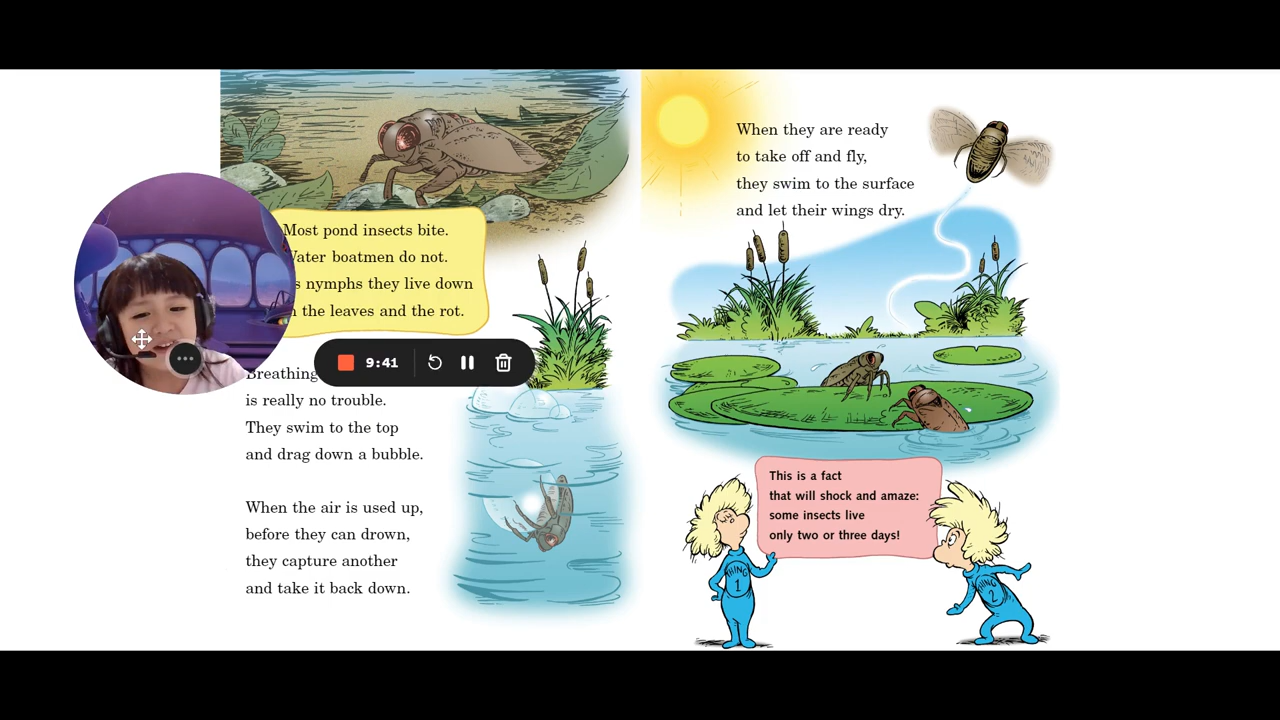 Most pond insects bite.
Water boatmen do not.
s nymphs they live down
the leaves and the rot.
9:41
Breathing
is really no trouble.
They swim to the top
and drag down a bubble.
When the air is used up,
before they can drown,
they capture another
and take it back down.
When they are ready
to take off and fly,
they swim to the surface
and let their wings dry.
This is a fact
that will shock and amaze:
some insects live
only two or three days!
THING
1
THING
2